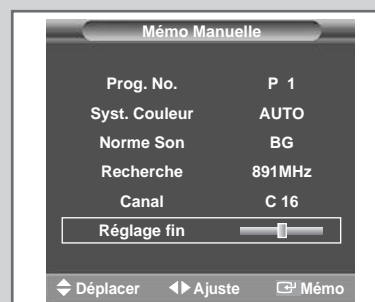 Mémo Manuelle
Prog. No. P 1
Syst. Couleur AUTO
Norme Son BG
Recherche 891MHz
Canal C 16
Réglage fin
Déplacer Ajuste Mémo